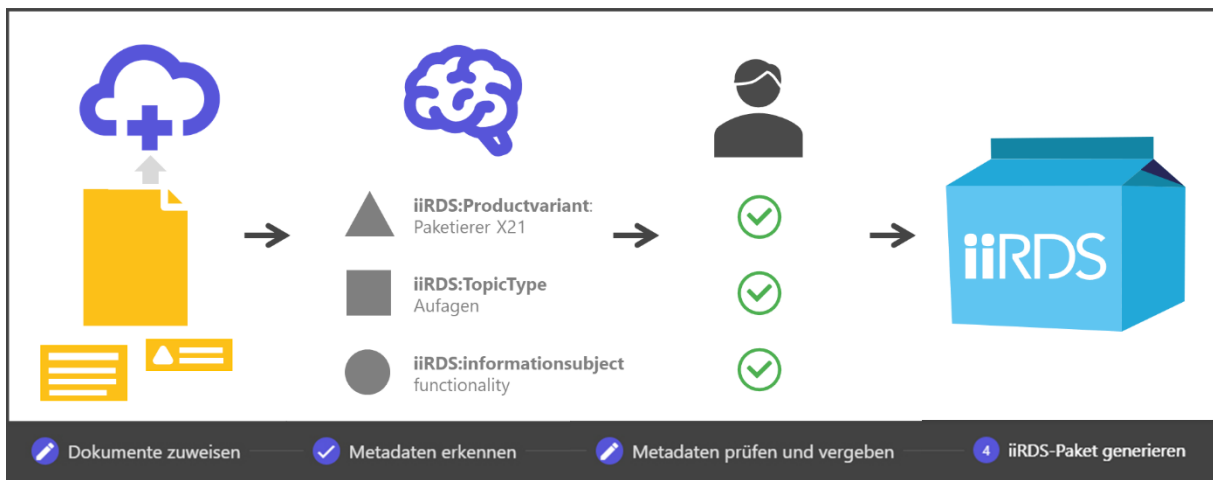 iiRDS:Productvariant:
Paketierer X21
iiRDS:TopicType
Aufagen
iiRDS:informationsubject
functionality
iiRDS
Dokumente zuweisen
Metadaten erkennen
Metadaten prüfen und vergeben
4 iiRDS-Paket generieren